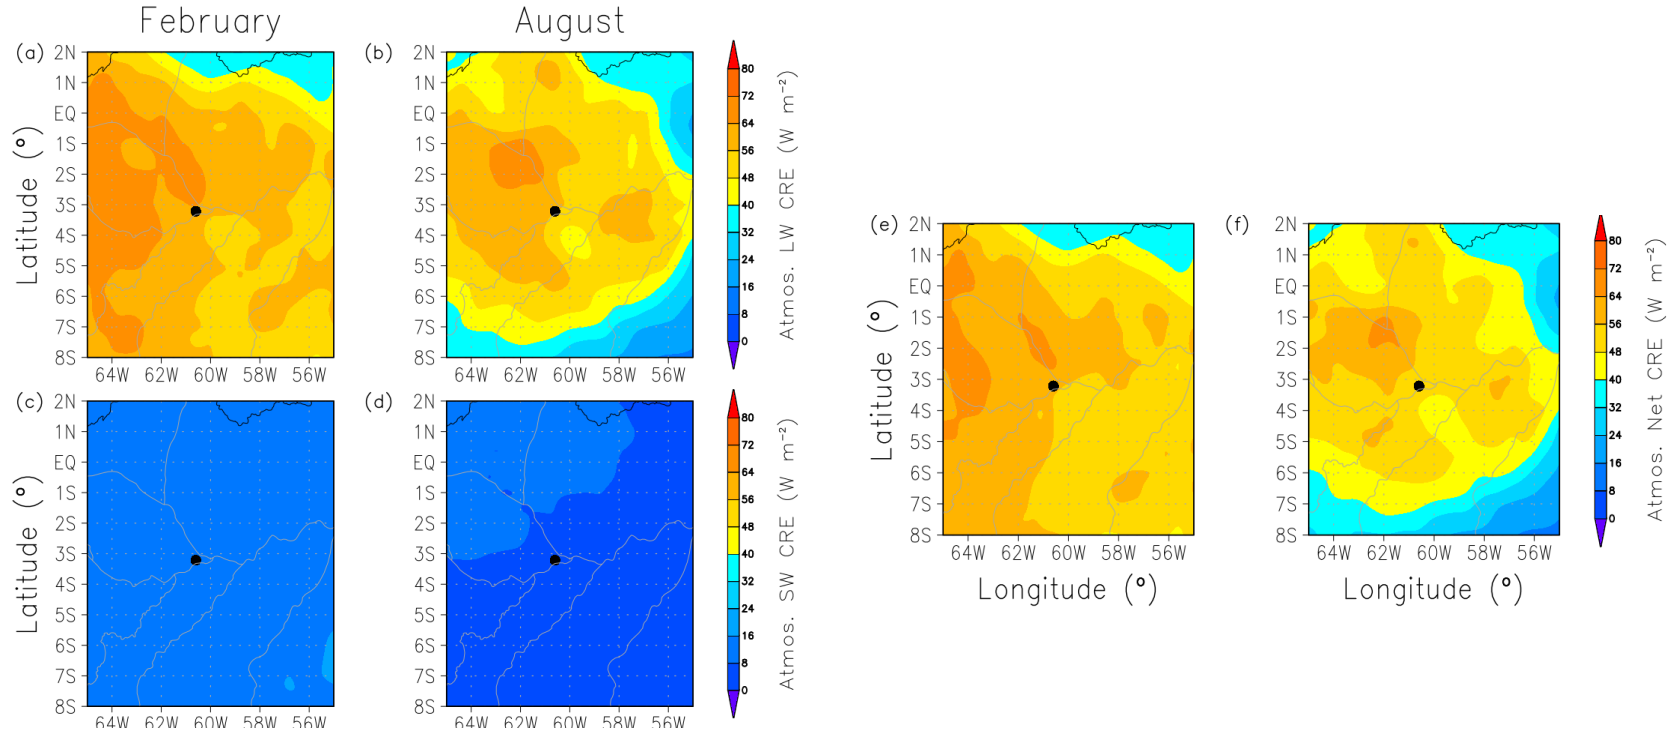 February
August
(a)
2N
1N
EQ
1S
2S
3S
4S
5S
6S
7S
8S
64W 62W 60W 58W 56W
Latitude (°)
(b)
2N
1N
EQ
1S
2S
3S
4S
5S
6S
7S
8S
64W 62W 60W 58W 56W
80
72
64
56
48
40
32
24
16
8
0
Atmos. LW CRE (W m⁻²)
(c)
2N
1N
EQ
1S
2S
3S
4S
5S
6S
7S
8S
64W 62W 60W 58W 56W
Latitude (°)
(d)
2N
1N
EQ
1S
2S
3S
4S
5S
6S
7S
8S
64W 62W 60W 58W 56W
80
72
64
56
48
40
32
24
16
8
0
Atmos. SW CRE (W m⁻²)
(e)
2N
1N
EQ
1S
2S
3S
4S
5S
6S
7S
8S
64W 62W 60W 58W 56W
Latitude (°)
Longitude (°)
(f)
2N
1N
EQ
1S
2S
3S
4S
5S
6S
7S
8S
64W 62W 60W 58W 56W
Longitude (°)
80
72
64
56
48
40
32
24
16
8
0
Atmos. Net CRE (W m⁻²)